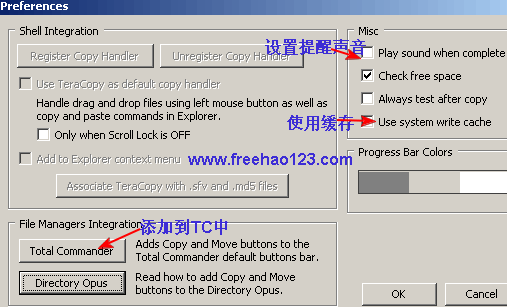 Preferences
Shell Integration
Register Copy Handler
Unregister Copy Handler
Use TeraCopy as default copy handler
Handle drag and drop files using left mouse button as well as
copy and paste commands in Explorer.
Only when Scroll Lock is OFF
Add to Explorer context menu
Associate TeraCopy with .sfv and .md5 files
File Managers Integration
添加到TC中
Total Commander
Adds Copy and Move buttons to the
Total Commander default buttons bar.
Directory Opus
Read how to add Copy and Move
buttons to the Directory Opus.
Misc
设置提醒声音
Play sound when complete
Check free space
Always test after copy
使用缓存
Use system write cache
www.freehao123.com
Progress Bar Colors
OK
Cancel